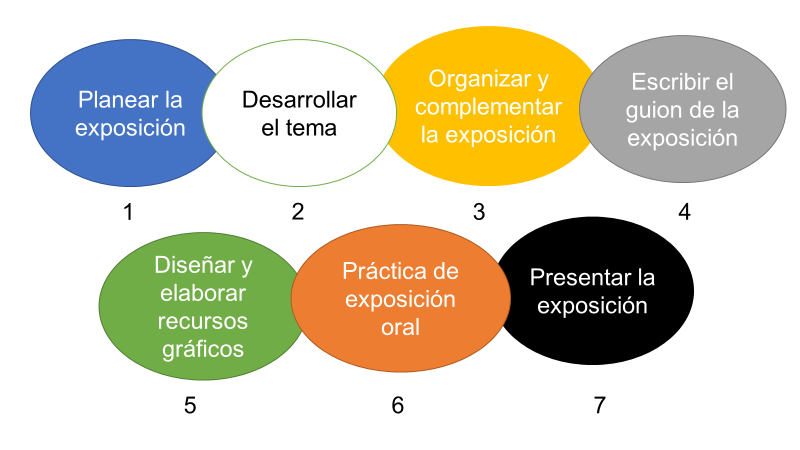 Planear la
exposición
Desarrollar
el tema
Organizar y
complementar
la exposición
Escribir el
guion de la
exposición
1
2
3
4
Diseñar y
elaborar
recursos
gráficos
Práctica de
exposición
oral
Presentar la
exposición
5
6
7